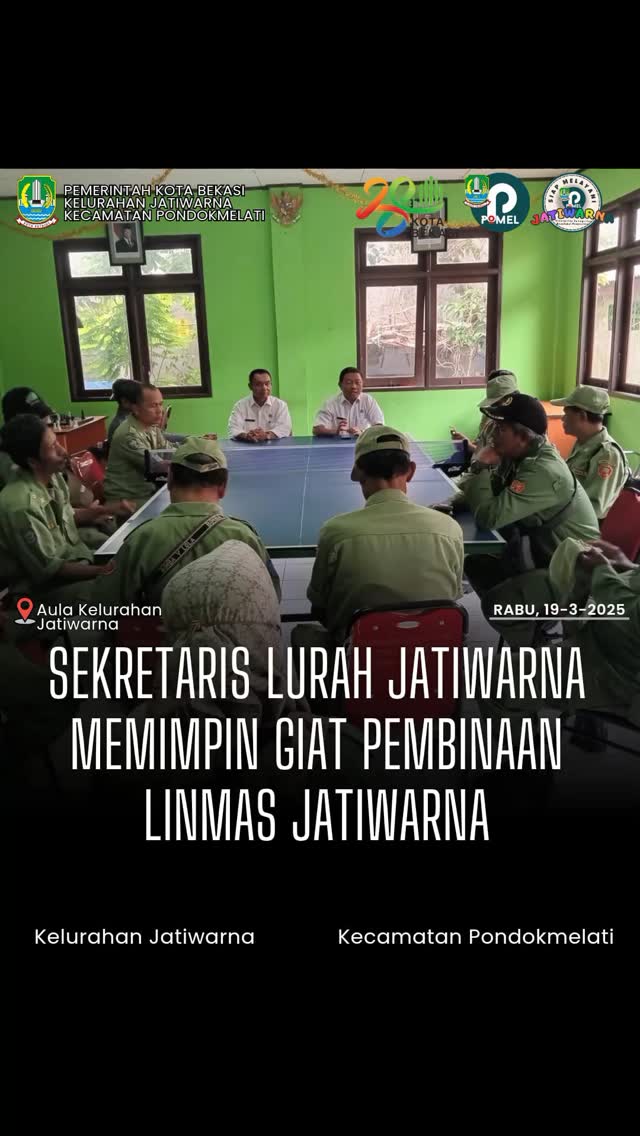 PEMERINTAH KOTA BEKASI
KELURAHAN JATIWARNA
KECAMATAN PONDOKMELATI
28
KOTA
POMEL
SIAP MELAYANI
JATIWARNA
Aula Kelurahan
Jatiwarna
RABU, 19-3-2025
SEKRETARIS LURAH JATIWARNA
MEMIMPIN GIAT PEMBINAAN
LINMAS JATIWARNA
Kelurahan Jatiwarna
Kecamatan Pondokmelati